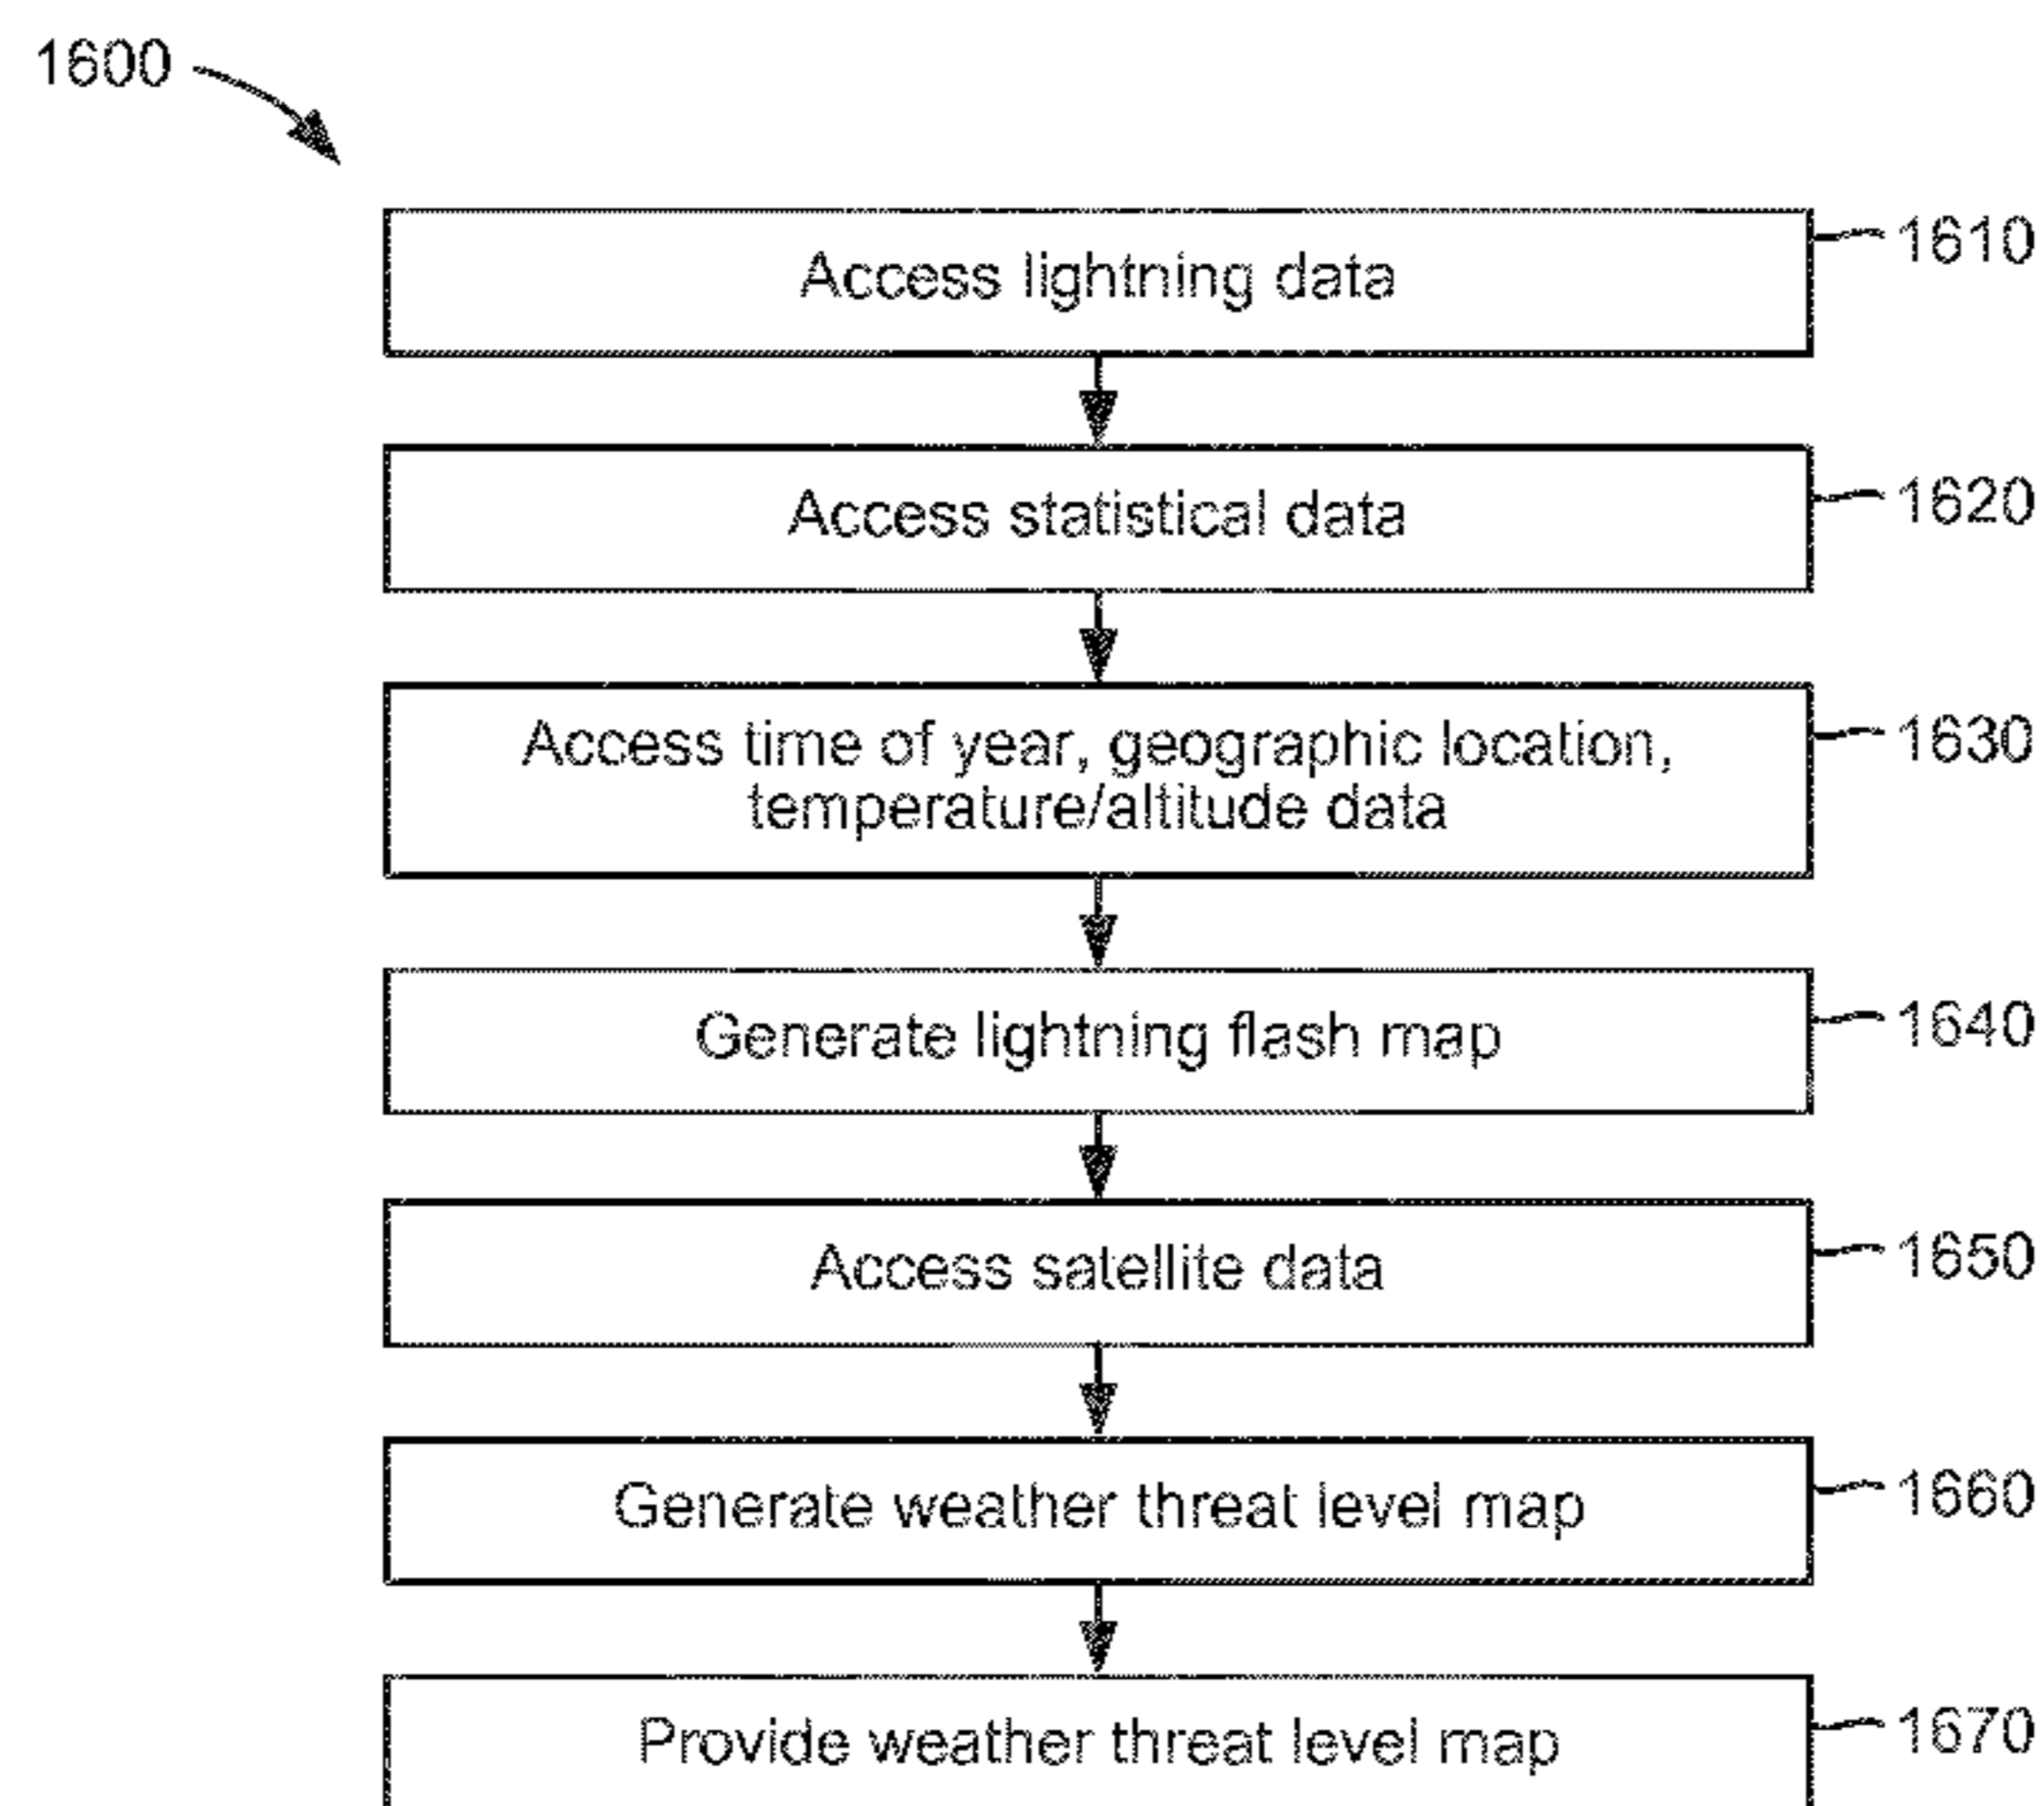 1600
Access lightning data
1610
Access statistical data
1620
Access time of year, geographic location,
temperature/altitude data
1630
Generate lightning flash map
1640
Access satellite data
1650
Generate weather threat level map
1660
Provide weather threat level map
1670